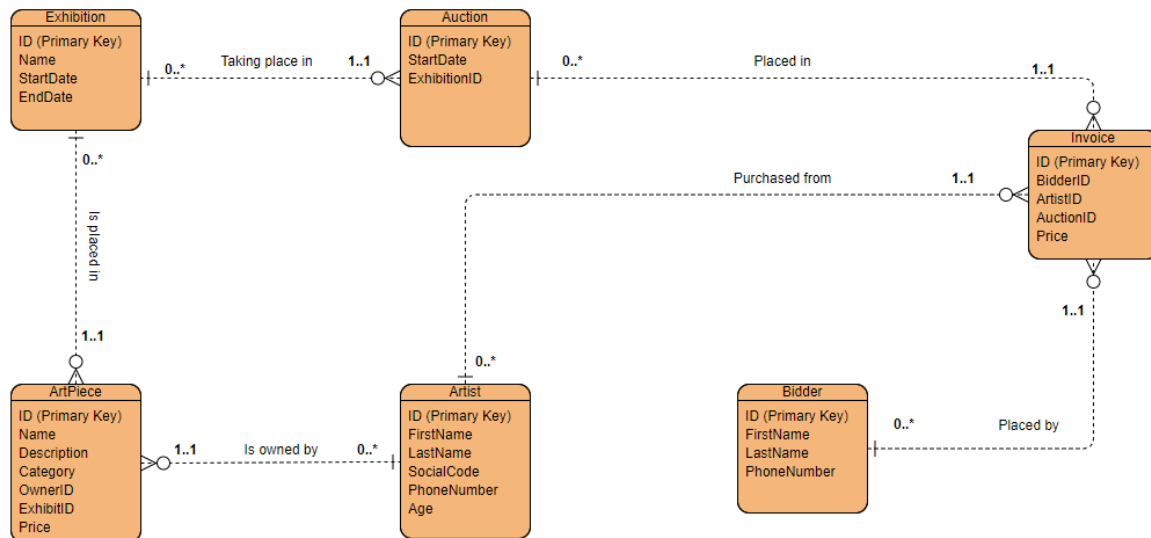 Exhibition
ID (Primary Key)
Name
StartDate
EndDate
0..*
Taking place in
1..1
Auction
ID (Primary Key)
StartDate
ExhibitionID
0..*
Placed in
1..1
Invoice
ID (Primary Key)
BidderID
ArtistID
AuctionID
Price
0..*
Is placed in
1..1
Purchased from
1..1
0..*
1..1
ArtPiece
ID (Primary Key)
Name
Description
Category
OwnerID
ExhibitID
Price
1..1
Is owned by
0..*
Artist
ID (Primary Key)
FirstName
LastName
SocialCode
PhoneNumber
Age
Bidder
ID (Primary Key)
FirstName
LastName
PhoneNumber
0..*
Placed by